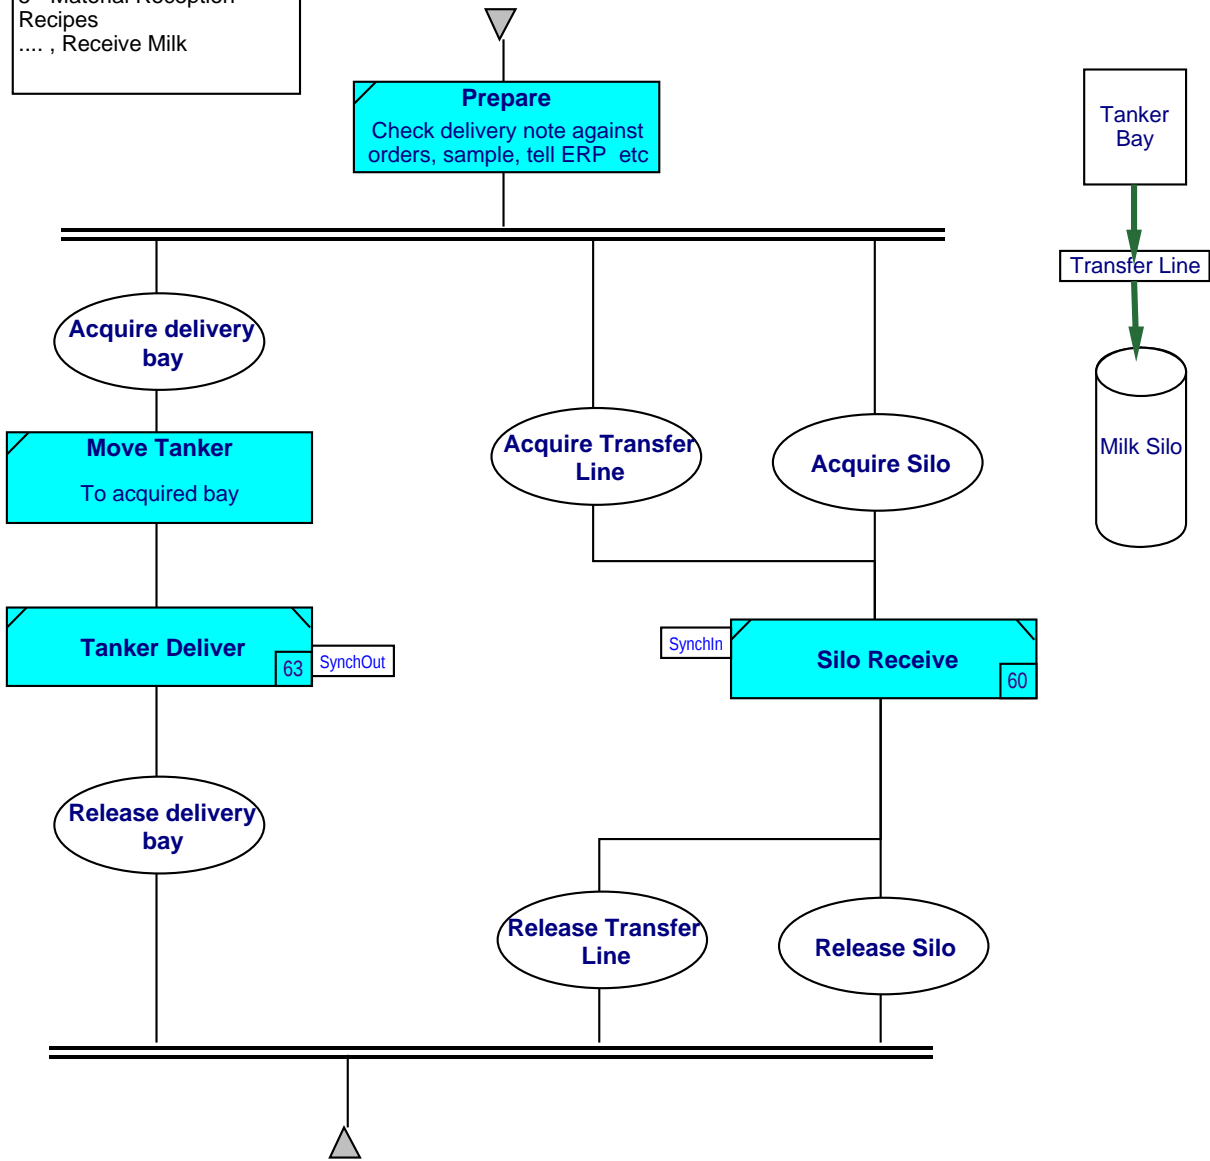 Material Reception
Recipes
.... , Receive Milk
Prepare
Check delivery note against
orders, sample, tell ERP etc
Tanker
Bay
Transfer Line
Milk Silo
Acquire delivery
bay
Move Tanker
To acquired bay
Acquire Transfer
Line
Acquire Silo
Tanker Deliver
63
SynchOut
SynchIn
Silo Receive
60
Release delivery
bay
Release Transfer
Line
Release Silo